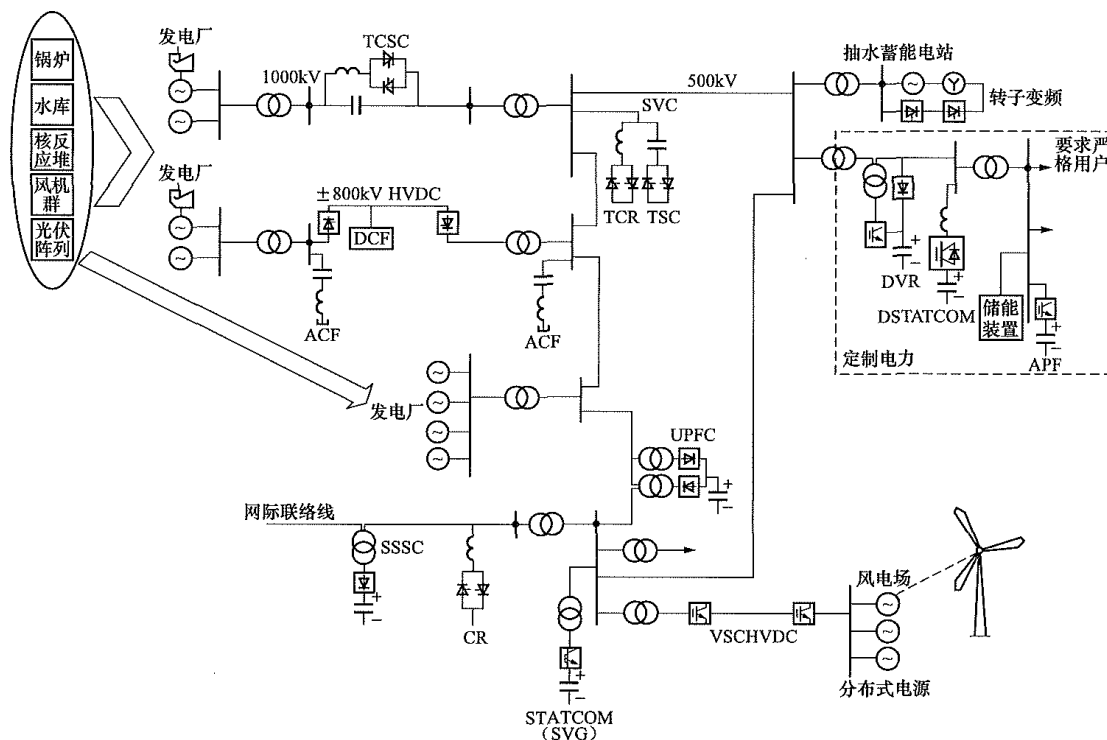 锅炉
水库
核反
应堆
风机
群
光伏
阵列
发电厂
1000kV
TCSC
500kV
SVC
TCR
TSC
抽水蓄能电站
转子变频
要求严
格用户
发电厂
±800kV HVDC
DCF
ACF
ACF
DVR
DSTATCOM
储能
装置
APF
定制电力
发电厂
UPFC
网际联络线
SSSC
CR
STATCOM
(SVG)
VSCHVDC
风电场
分布式电源